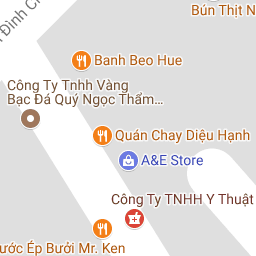 Đình
Bún Thịt
Banh Beo Hue
Công Ty Tnhh Vàng
Bạc Đá Quý Ngọc Thẩm...
Quán Chay Diệu Hạnh
A&E Store
Công Ty TNHH Y Thuật
Ép Bưởi Mr. Ken